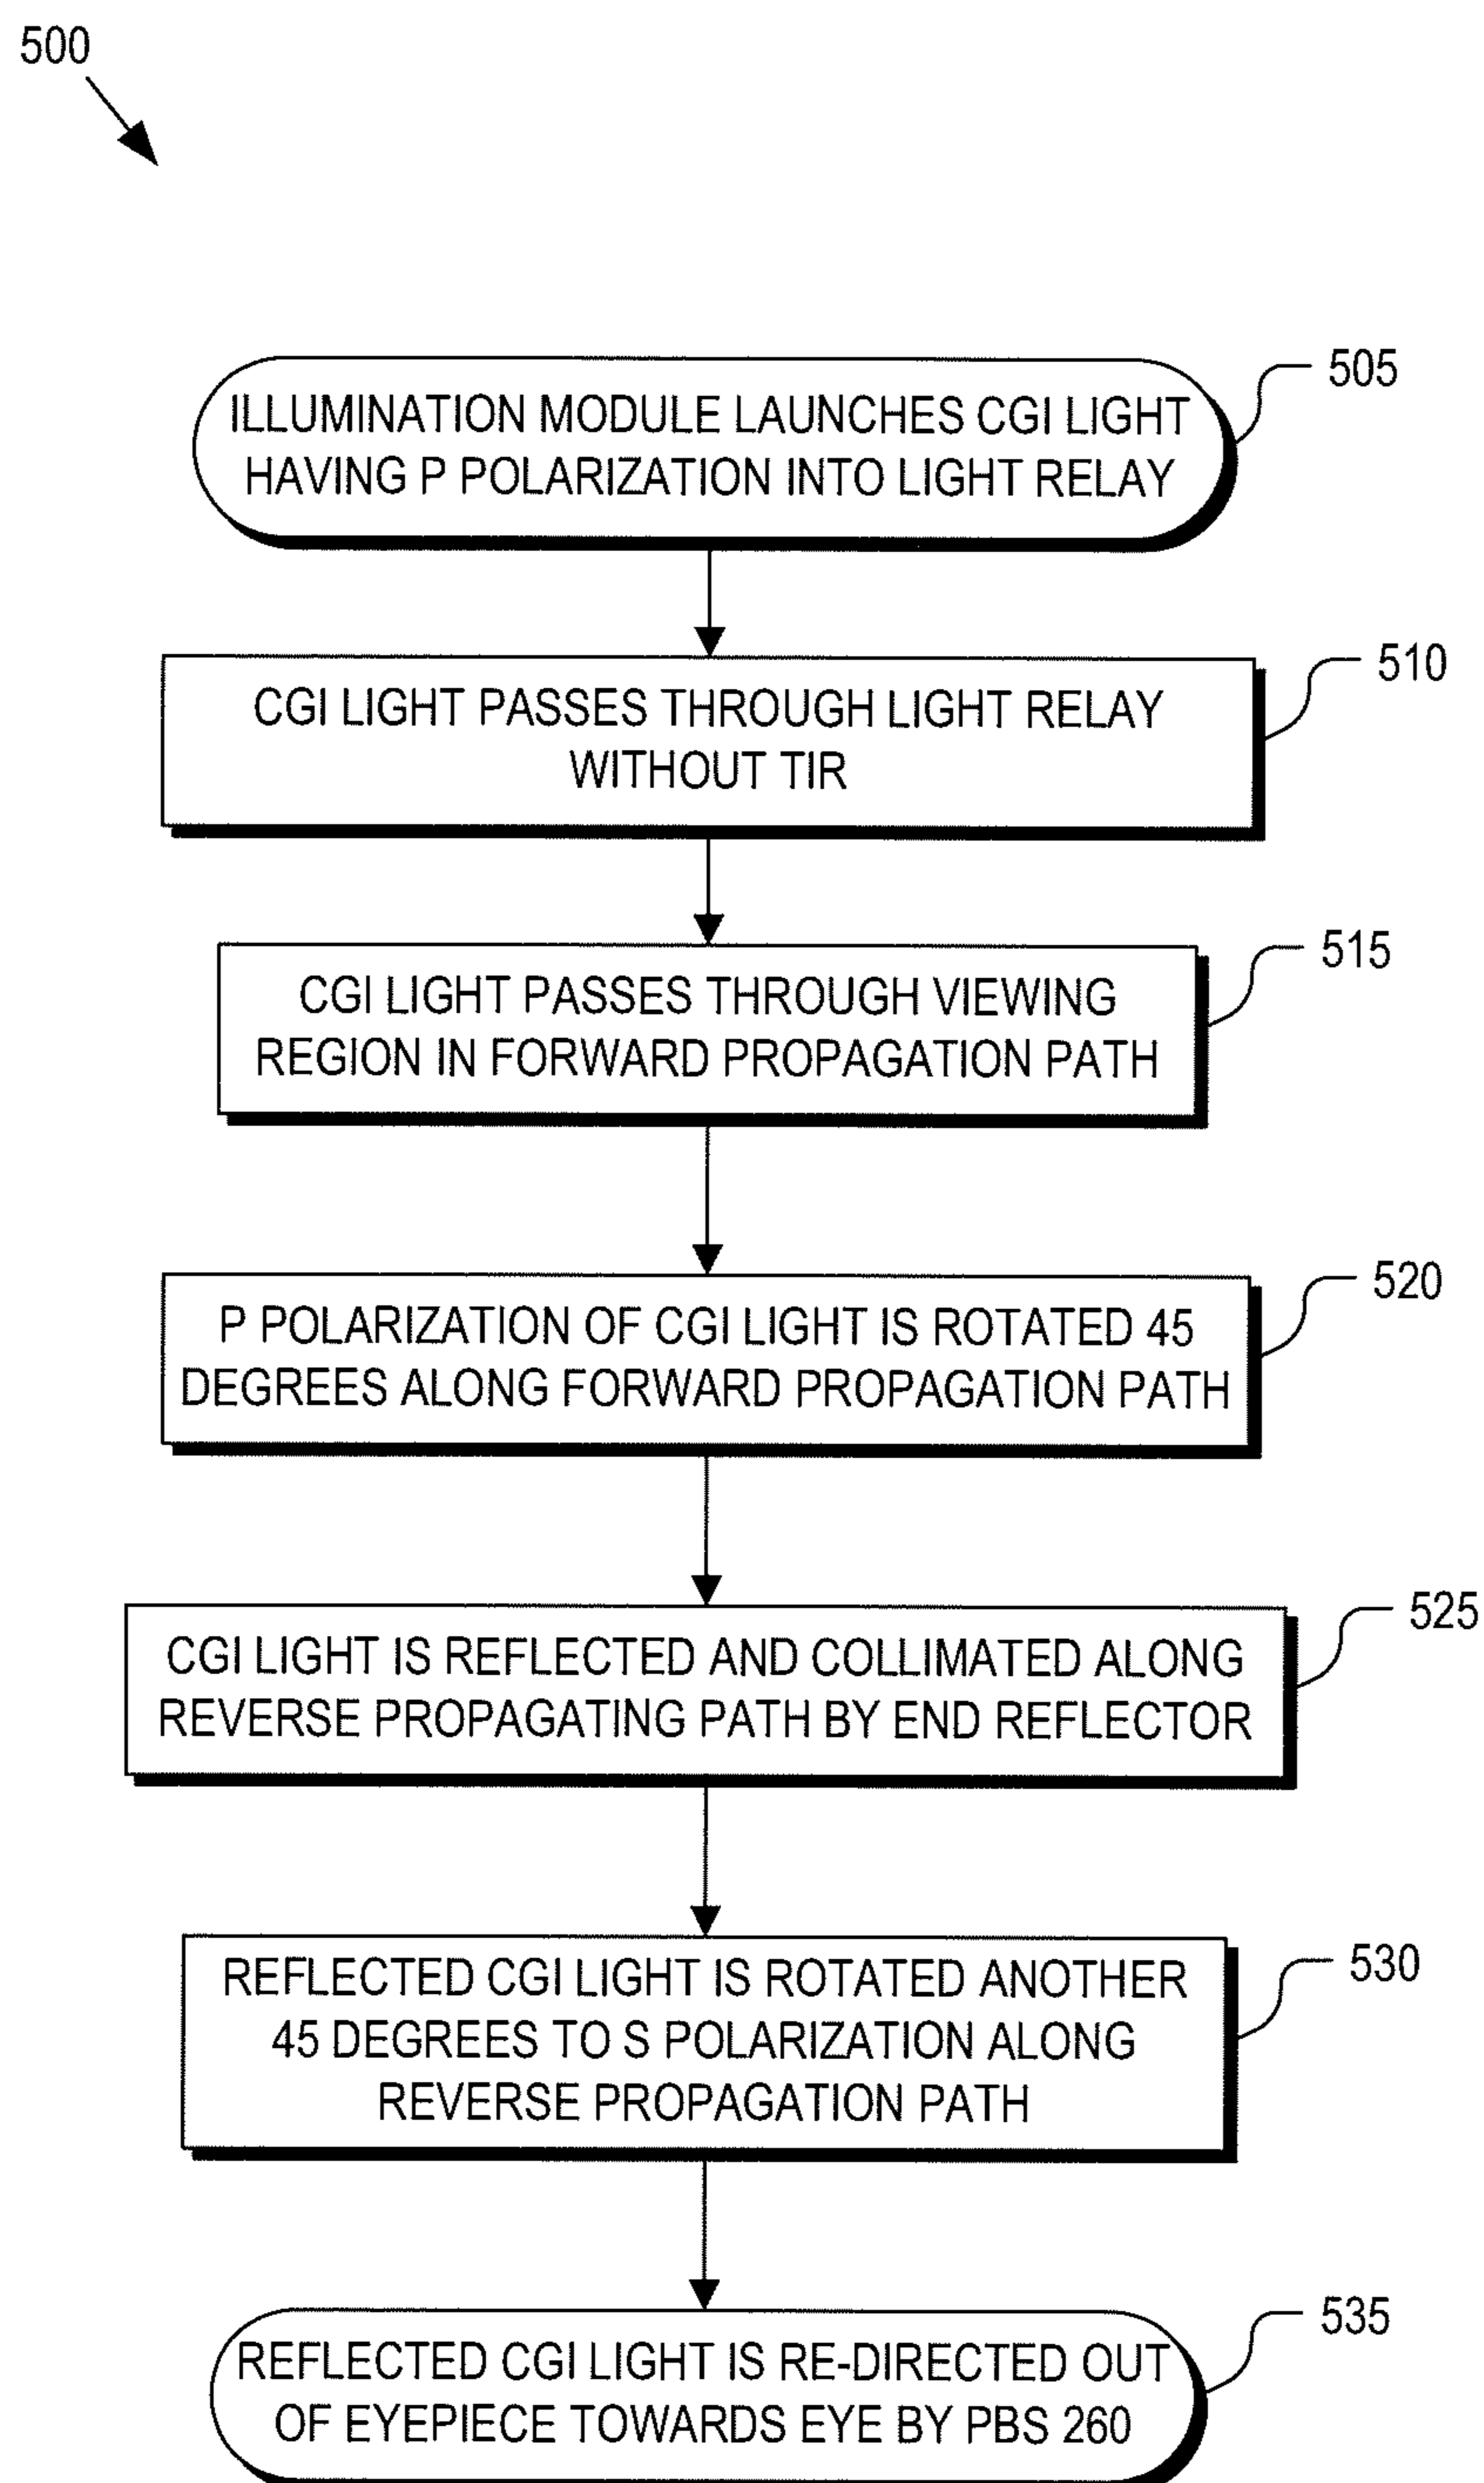 500
505
ILLUMINATION MODULE LAUNCHES CGI LIGHT
HAVING P POLARIZATION INTO LIGHT RELAY
510
CGI LIGHT PASSES THROUGH LIGHT RELAY
WITHOUT TIR
515
CGI LIGHT PASSES THROUGH VIEWING
REGION IN FORWARD PROPAGATION PATH
520
P POLARIZATION OF CGI LIGHT IS ROTATED 45
DEGREES ALONG FORWARD PROPAGATION PATH
525
CGI LIGHT IS REFLECTED AND COLLIMATED ALONG
REVERSE PROPAGATING PATH BY END REFLECTOR
530
REFLECTED CGI LIGHT IS ROTATED ANOTHER
45 DEGREES TO S POLARIZATION ALONG
REVERSE PROPAGATION PATH
535
REFLECTED CGI LIGHT IS RE-DIRECTED OUT
OF EYEPIECE TOWARDS EYE BY PBS 260